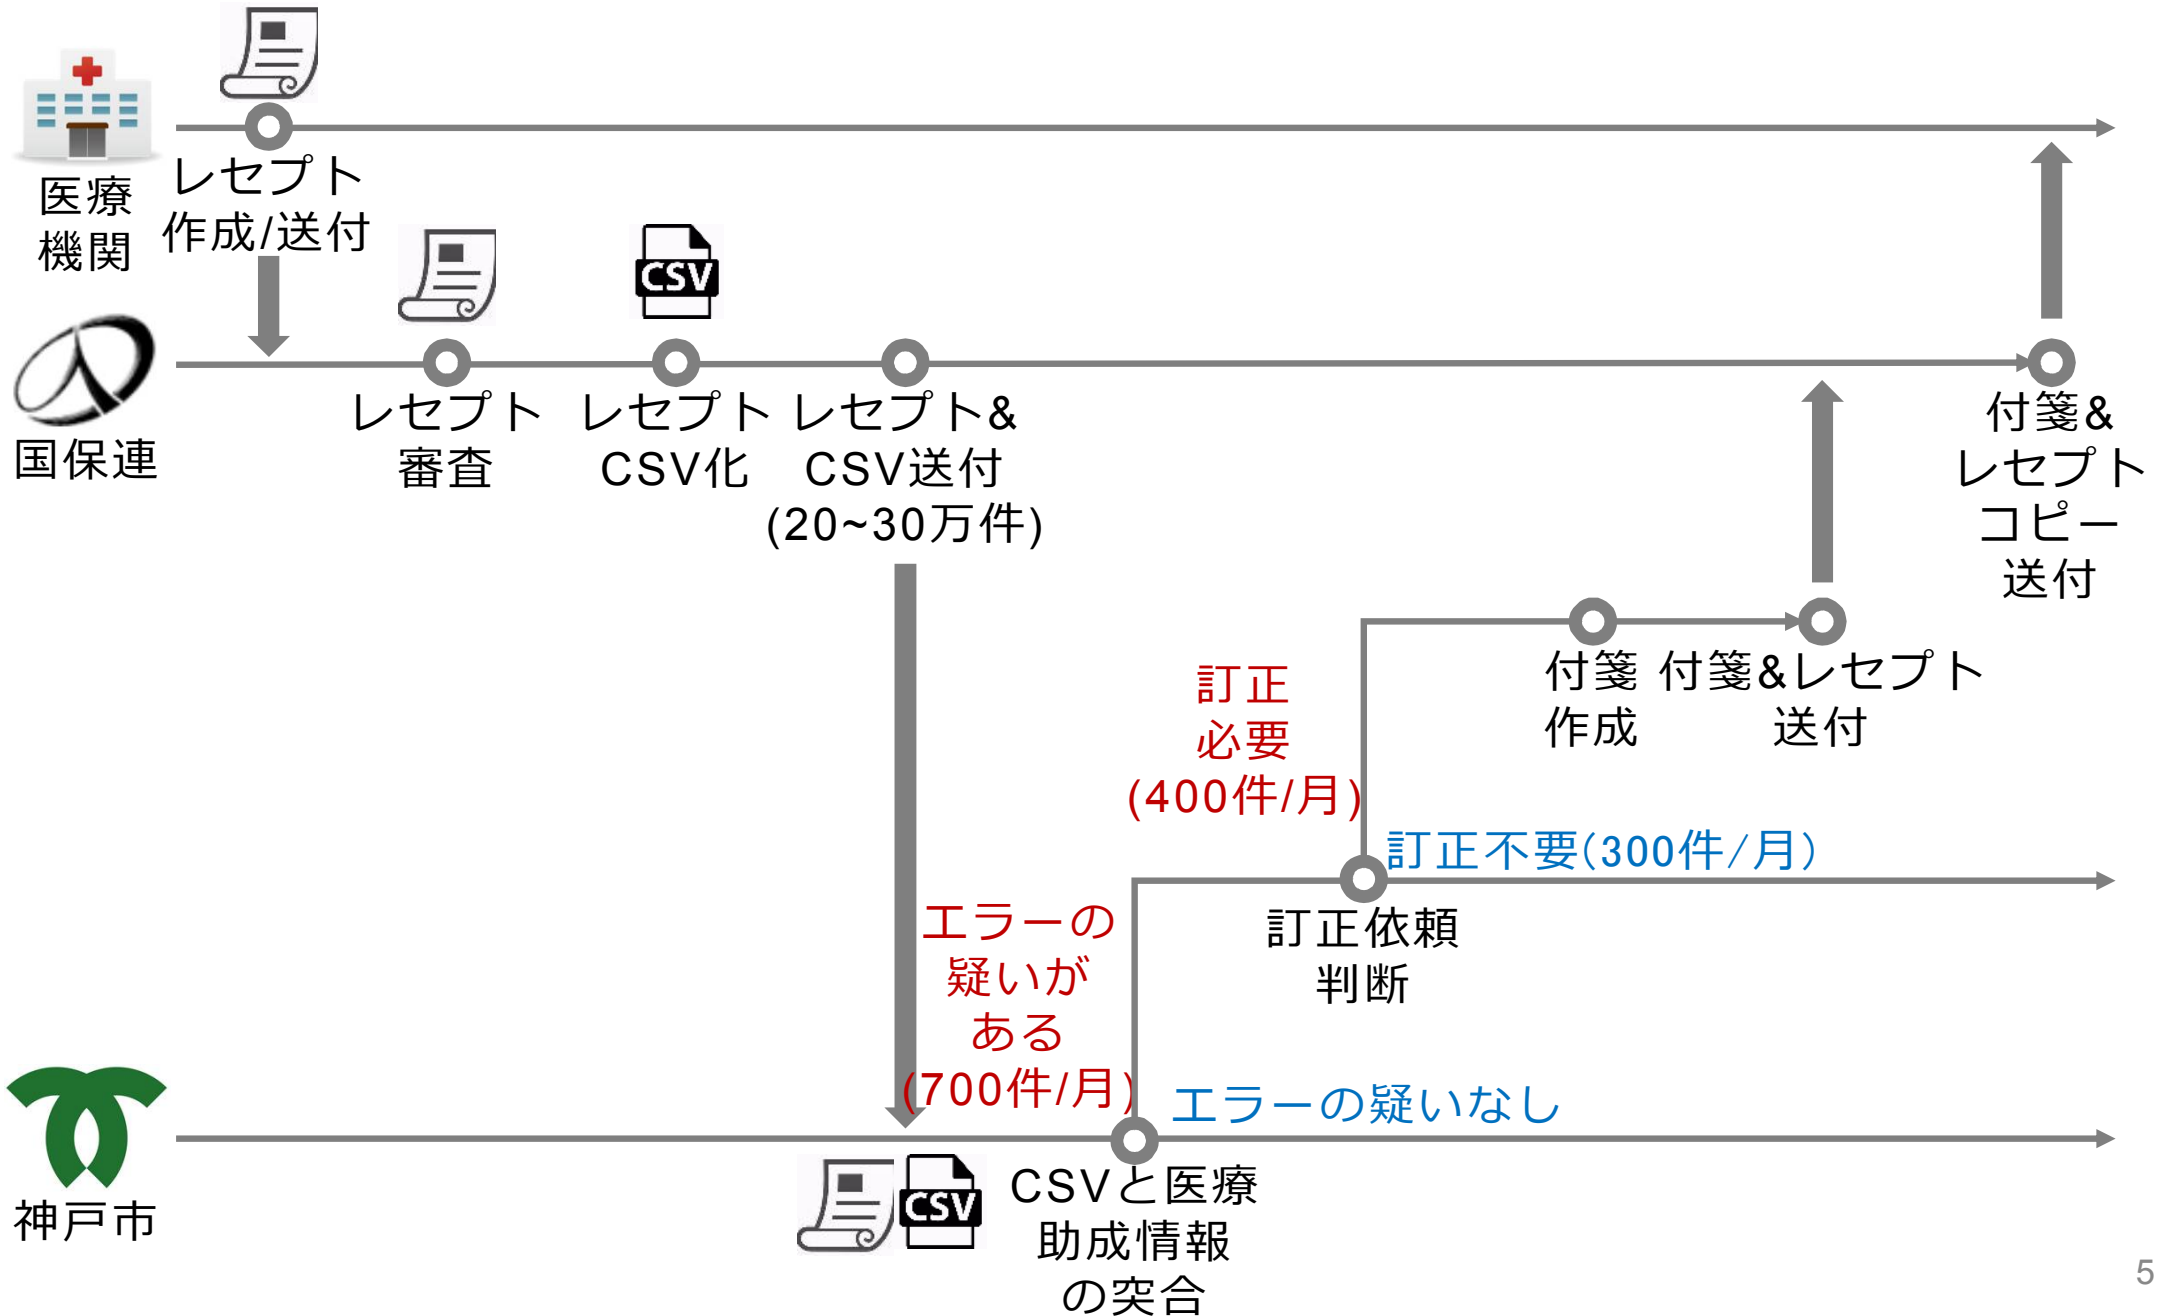 医療
機関
レセプト
作成/送付
CSV
国保連
レセプト
審査
レセプト
CSV化
レセプト&
CSV送付
(20~30万件)
付箋&
レセプト
コピー
送付
付箋
作成
付箋&レセプト
送付
訂正
必要
(400件/月)
訂正不要(300件/月)
訂正依頼
判断
エラーの
疑いが
ある
(700件/月)
エラーの疑いなし
神戸市
CSV
CSVと医療
助成情報
の突合
5